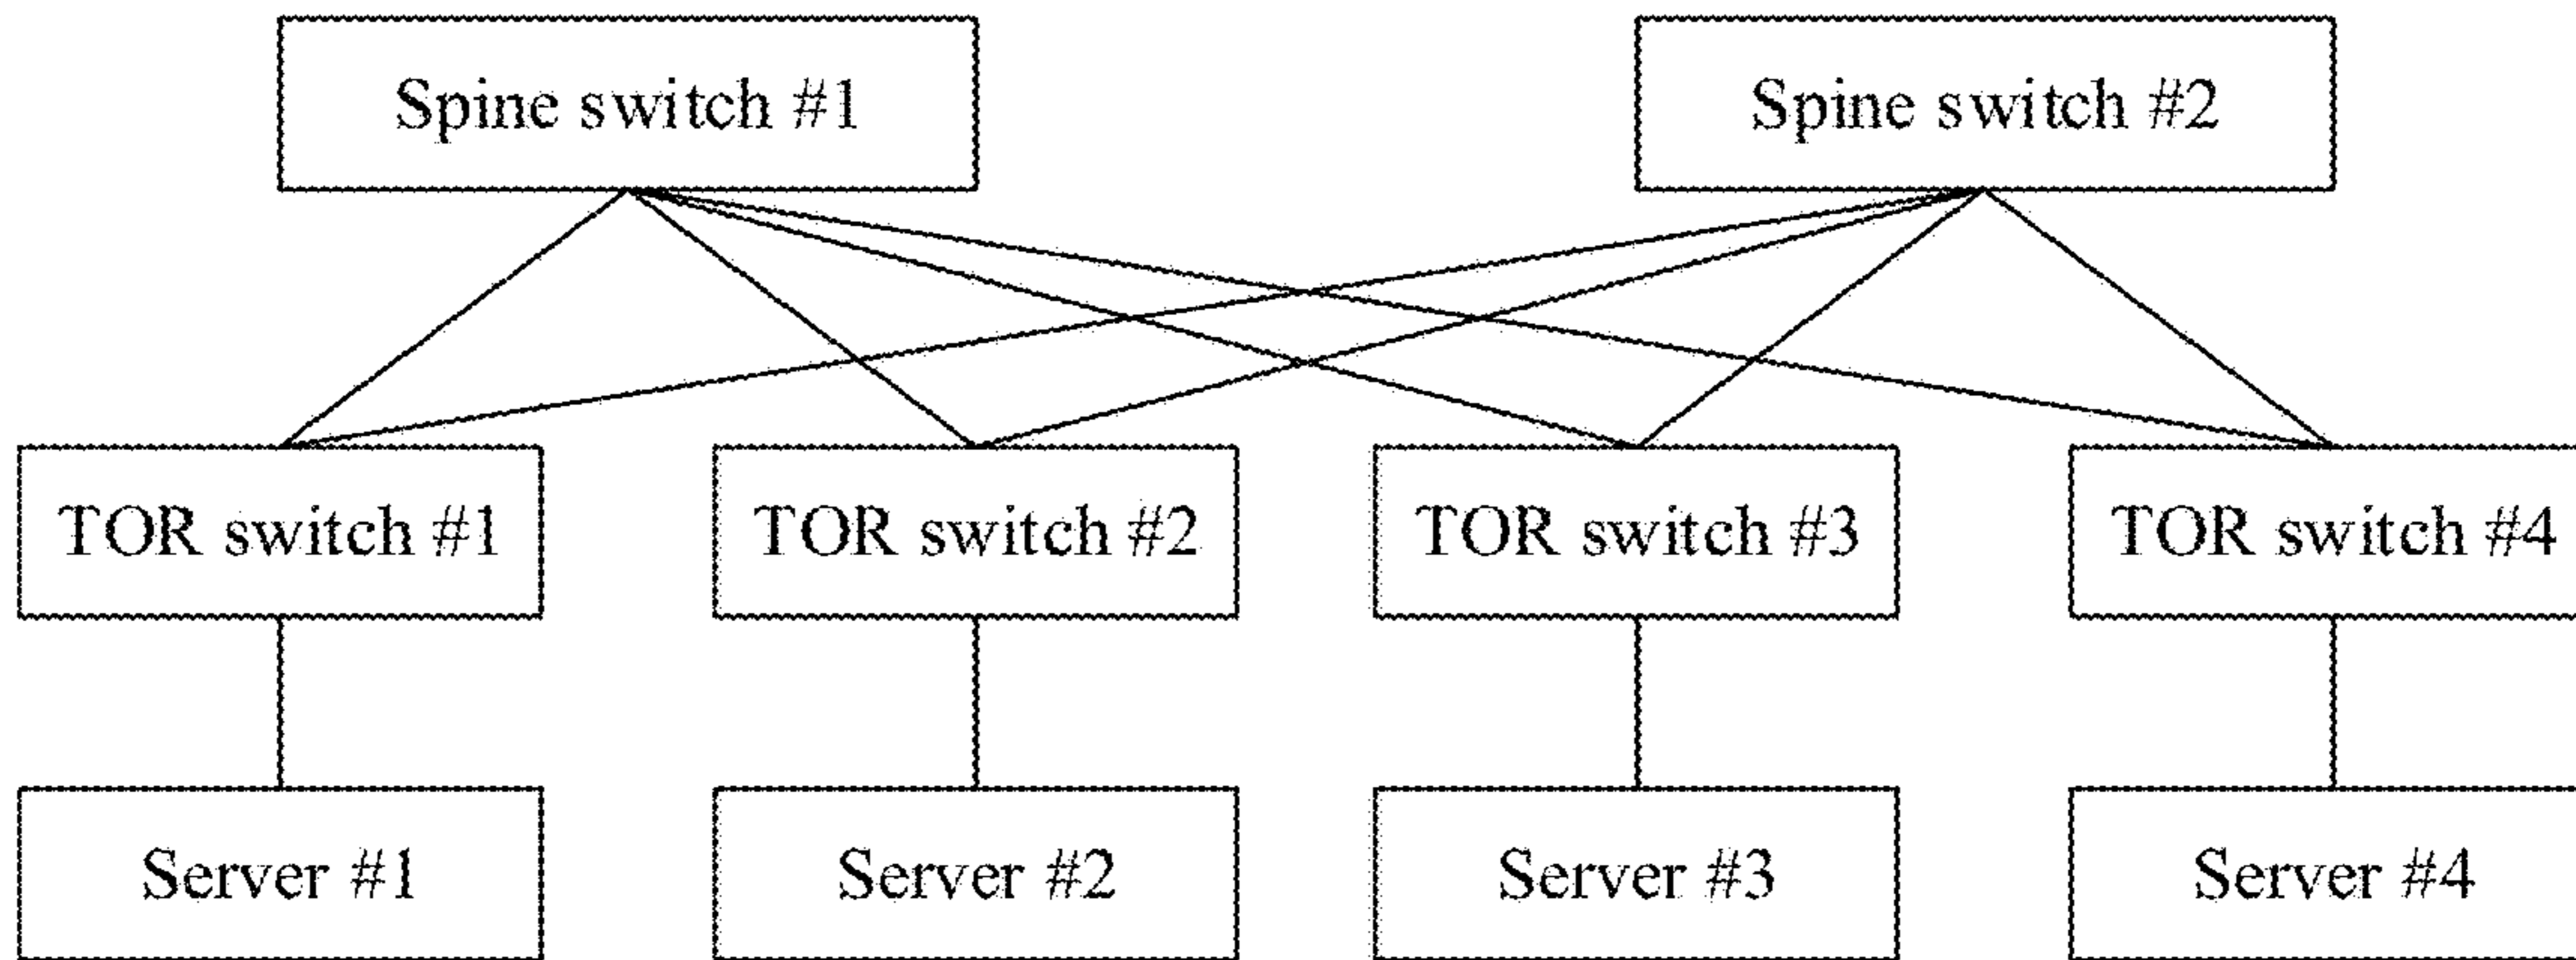 Spine switch #1
Spine switch #2
TOR switch #1
TOR switch #2
TOR switch #3
TOR switch #4
Server #1
Server #2
Server #3
Server #4